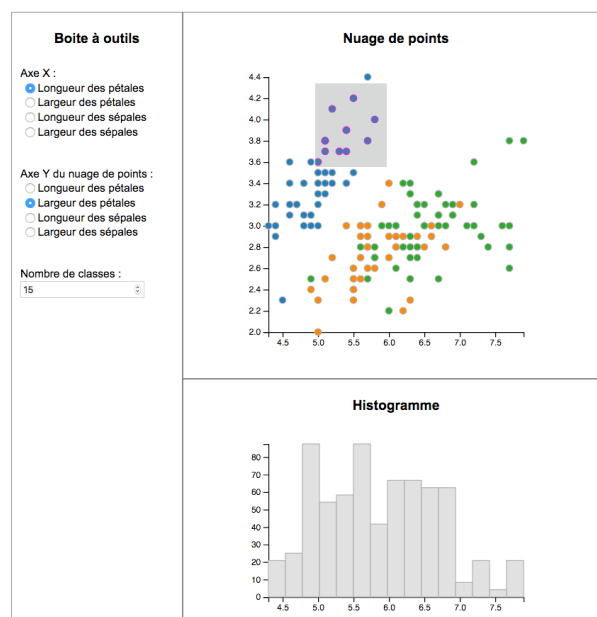 Boite à outils
Axe X :
Longueur des pétales
Largeur des pétales
Longueur des sépales
Largeur des sépales
Axe Y du nuage de points :
Longueur des pétales
Largeur des pétales
Longueur des sépales
Largeur des sépales
Nombre de classes :
15
Nuage de points
4.4
4.2
4.0
3.8
3.6
3.4
3.2
3.0
2.8
2.6
2.4
2.2
2.0
4.5 5.0 5.5 6.0 6.5 7.0 7.5
Histogramme
80
70
60
50
40
30
20
10
0
4.5 5.0 5.5 6.0 6.5 7.0 7.5